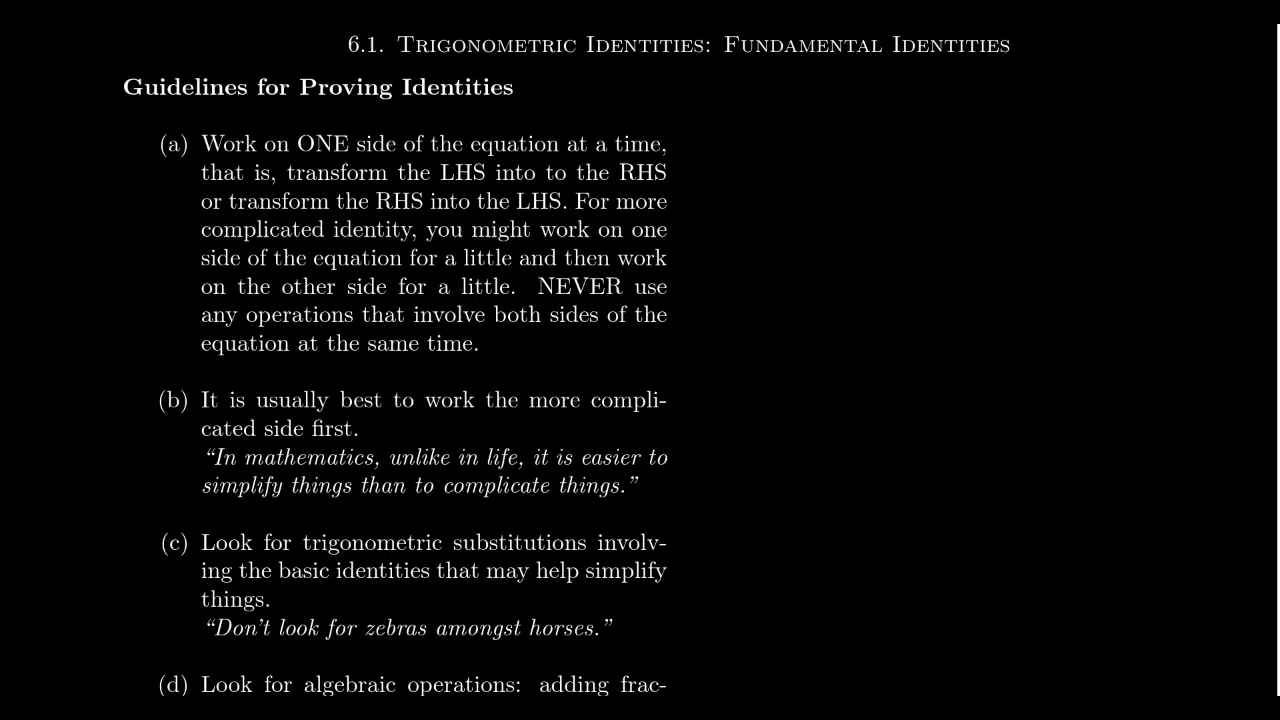 6.1. Trigonometric Identities: Fundamental Identities
Guidelines for Proving Identities
(a) Work on ONE side of the equation at a time,
that is, transform the LHS into to the RHS
or transform the RHS into the LHS. For more
complicated identity, you might work on one
side of the equation for a little and then work
on the other side for a little. NEVER use
any operations that involve both sides of the
equation at the same time.
(b) It is usually best to work the more compli-
cated side first.
“In mathematics, unlike in life, it is easier to
simplify things than to complicate things.”
(c) Look for trigonometric substitutions involv-
ing the basic identities that may help simplify
things.
“Don’t look for zebras amongst horses.”
(d) Look for algebraic operations: adding frac-